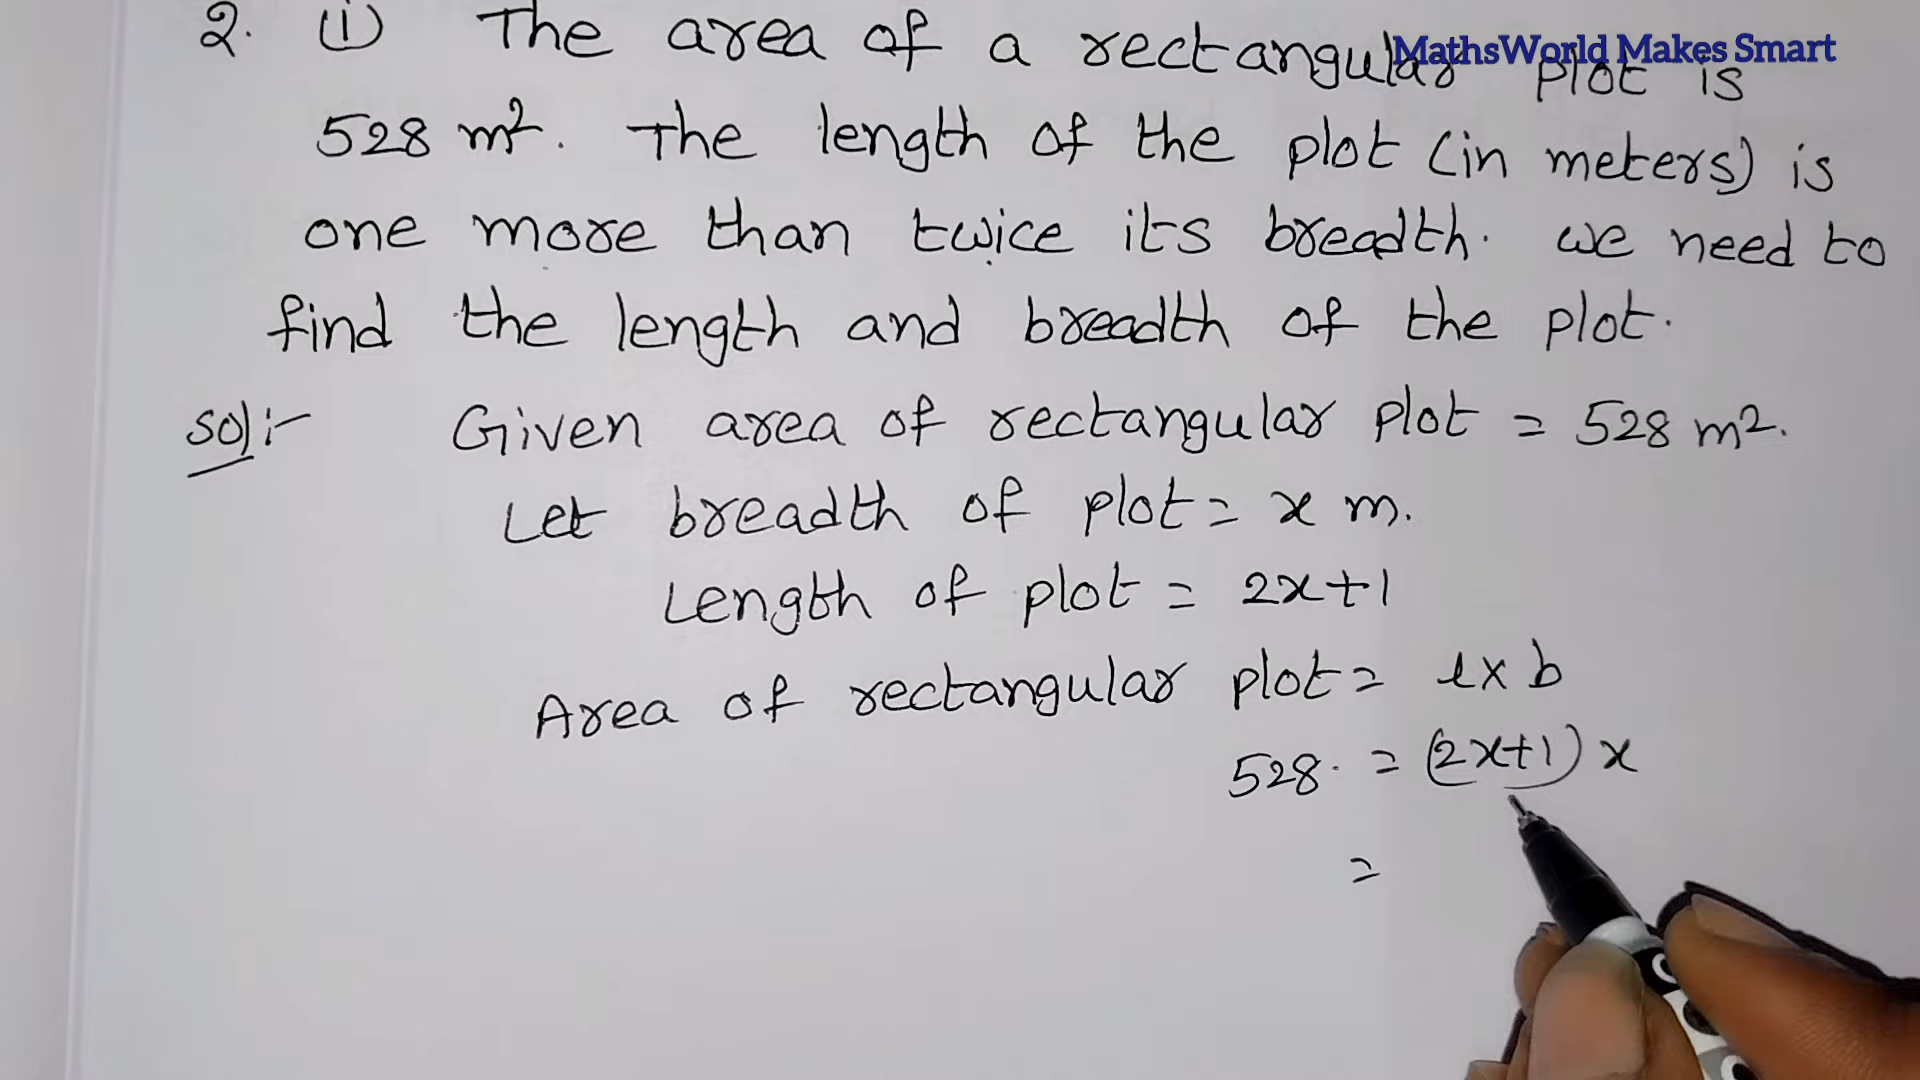 2. (i) The area of a rectangular plot is
MathsWorld Makes Smart
528 m². The length of the plot (in meters) is
one more than twice its breadth. we need to
find the length and breadth of the plot.
Sol:- Given area of rectangular plot = 528 m².
Let breadth of plot = x m.
Length of plot = 2x+1
Area of rectangular plot = l x b
528. = (2x+1) x
=